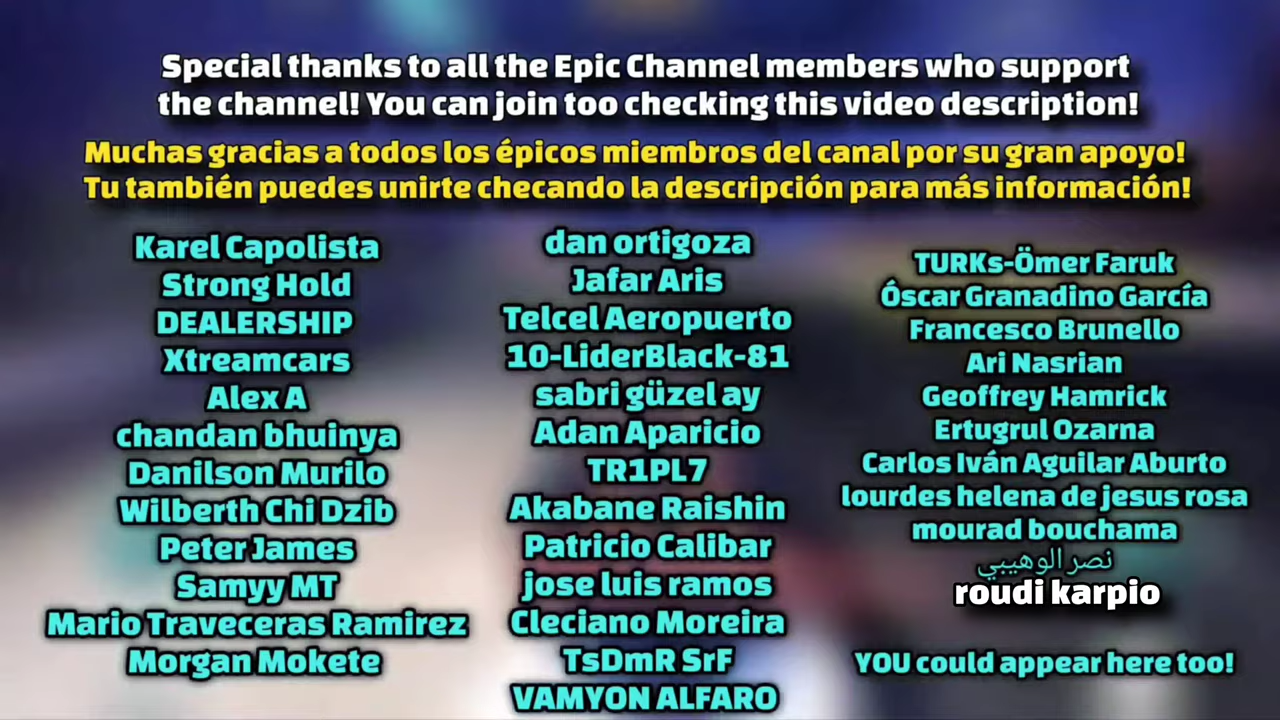 Special thanks to all the Epic Channel members who support
the channel! You can join too checking this video description!
Muchas gracias a todos los épicos miembros del canal por su gran apoyo!
Tu también puedes unirte checando la descripción para más información!
Karel Capolista
Strong Hold
DEALERSHIP
Xtreamcars
Alex A
chandan bhuinya
Danilson Murilo
Wilberth Chi Dzib
Peter James
Samyy MT
Mario Traveceras Ramirez
Morgan Mokete
dan ortigoza
Jafar Aris
Telcel Aeropuerto
10-LiderBlack-81
sabri güzel ay
Adan Aparicio
TR1PL7
Akabane Raishin
Patricio Calibar
jose luis ramos
Cleciano Moreira
TsDmR SrF
VAMYON ALFARO
TURKs-Ömer Faruk
Óscar Granadino García
Francesco Brunello
Ari Nasrian
Geoffrey Hamrick
Ertugrul Ozarna
Carlos Iván Aguilar Aburto
lourdes helena de jesus rosa
mourad bouchama
نصر الوهيبي
roudi karpio
YOU could appear here too!